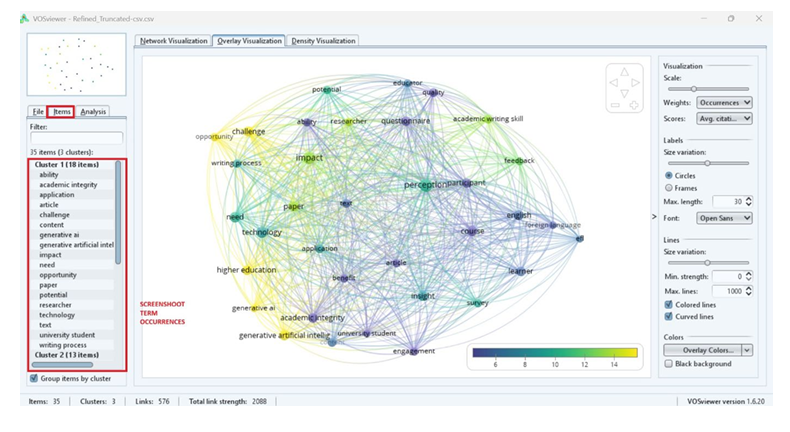 VOSviewer - Refined_Truncated-csv.csv
Network Visualization Overlay Visualization Density Visualization
File Items Analysis
Filter:
35 items (3 clusters):
Cluster 1 (18 items)
ability
academic integrity
application
article
challenge
content
generative ai
generative artificial intel
impact
need
opportunity
paper
potential
researcher
technology
text
university student
writing process
Cluster 2 (13 items)
Group items by cluster
SCREENSHOOT
TERM
OCCURRENCES
educator
potential
quality
ability
researcher
questionnaire
academic writing skill
opportunity
challenge
writing process
impact
feedback
perception
participant
paper
text
need
technology
english
foreign language
course
efl
application
article
higher education
benefit
learner
insight
survey
generative ai
academic integrity
generative artificial intelli
university student
engagement
6 8 10 12 14
Visualization
Scale:
Weights: Occurrences
Scores: Avg. citati...
Labels
Size variation:
Circles
Frames
Max. length: 30
Font: Open Sans
Lines
Size variation:
Min. strength: 0
Max. lines: 1000
Colored lines
Curved lines
Colors
Overlay Colors...
Black background
Items: 35 Clusters: 3 Links: 576 Total link strength: 2088 VOSviewer version 1.6.20